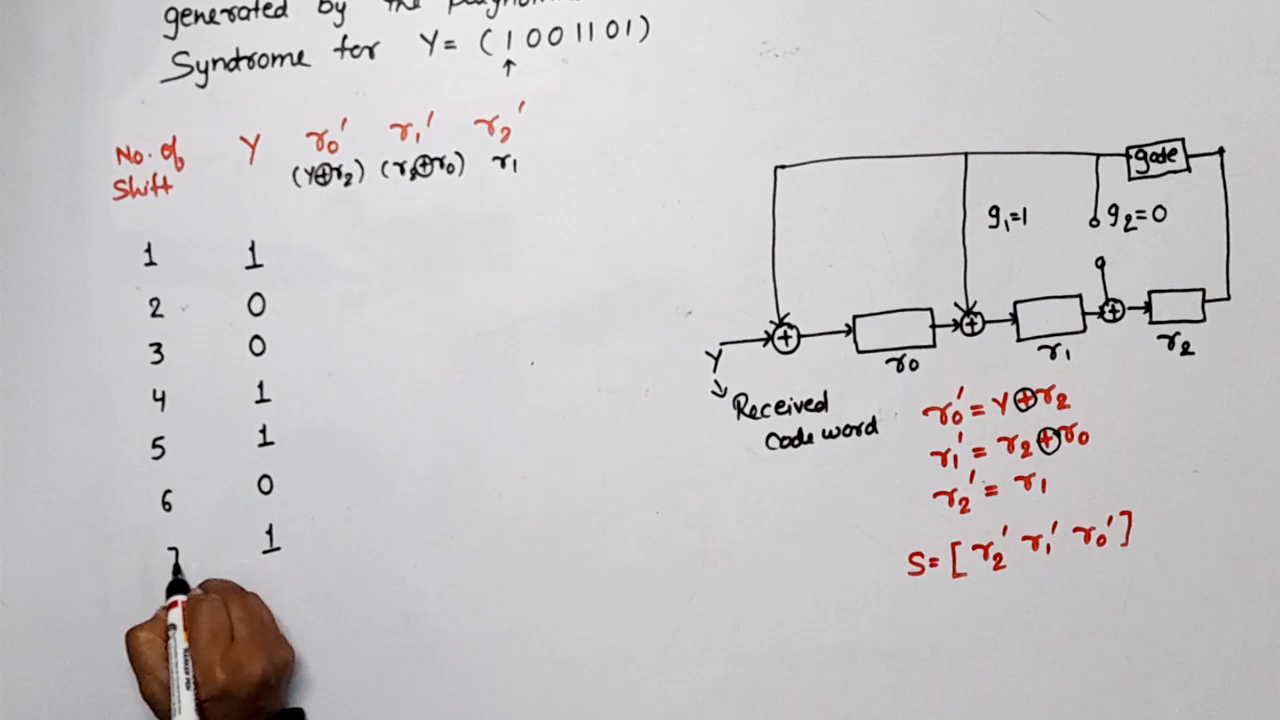 generated by the
Syndrome for Y= (1001101)
↑
No. of Shift Y r₀' r₁' r₂'
(Y⊕r₂) (r₂⊕r₀) r₁
1 1
2 0
3 0
4 1
5 1
6 0
7 1
gate
g₁=1 g₂=0
Y r₀ r₁ r₂
Received
Code word
r₀' = Y⊕r₂
r₁' = r₂⊕r₀
r₂' = r₁
S= [r₂' r₁' r₀']